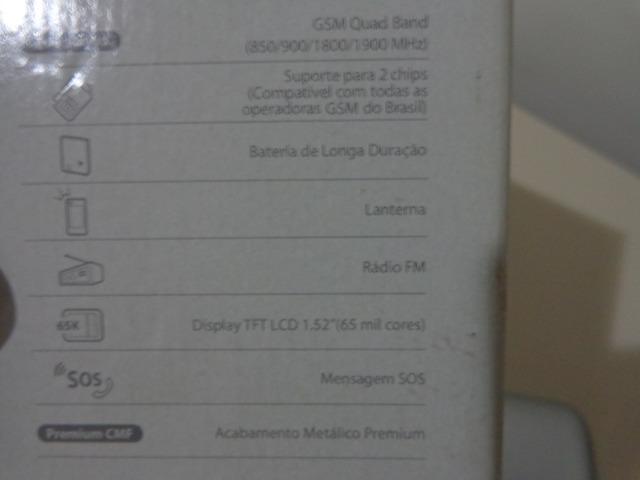 GSM Quad Band
(850/900/1800/1900 MHz)
Suporte para 2 chips
(Compatível com todas as
operadoras GSM do Brasil)
Bateria de Longa Duração
Lanterna
Rádio FM
65K
Display TFT LCD 1.52"(65 mil cores)
SOS
Mensagem SOS
Premium CMF
Acabamento Metálico Premium